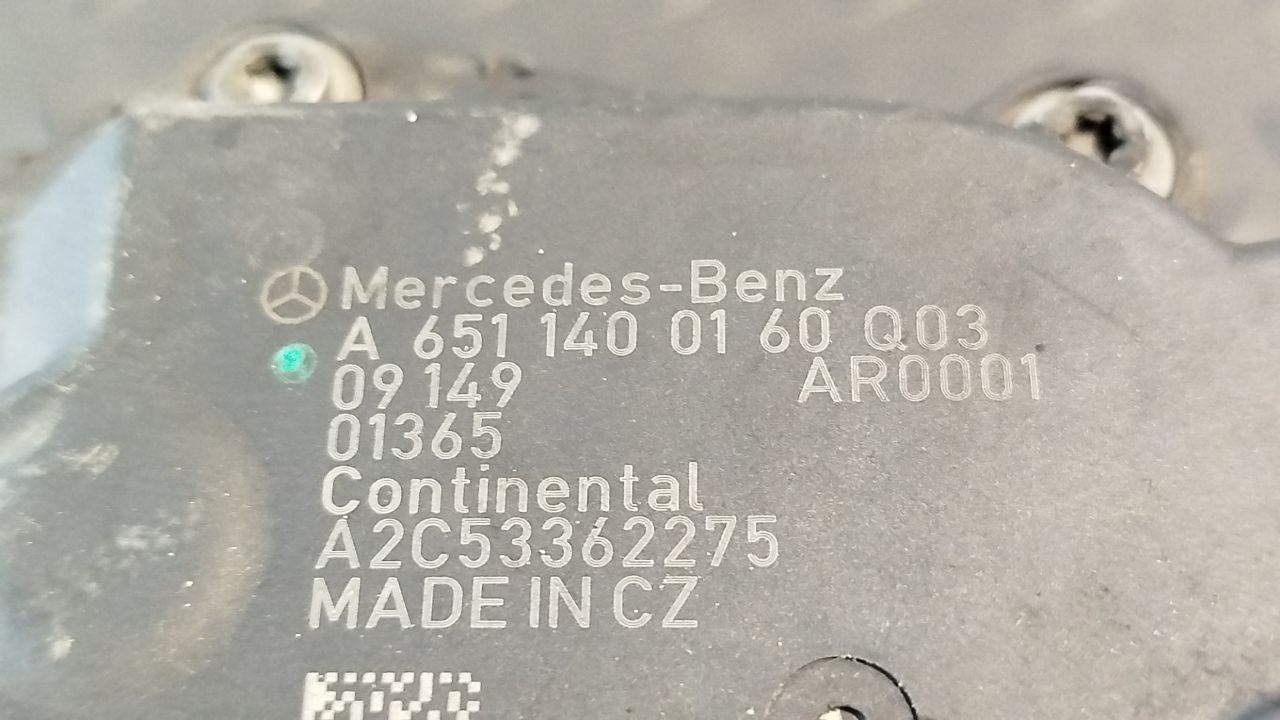 Mercedes-Benz
A 651 140 01 60 Q03
09 149 AR0001
01365
Continental
A2C53362275
MADE IN CZ